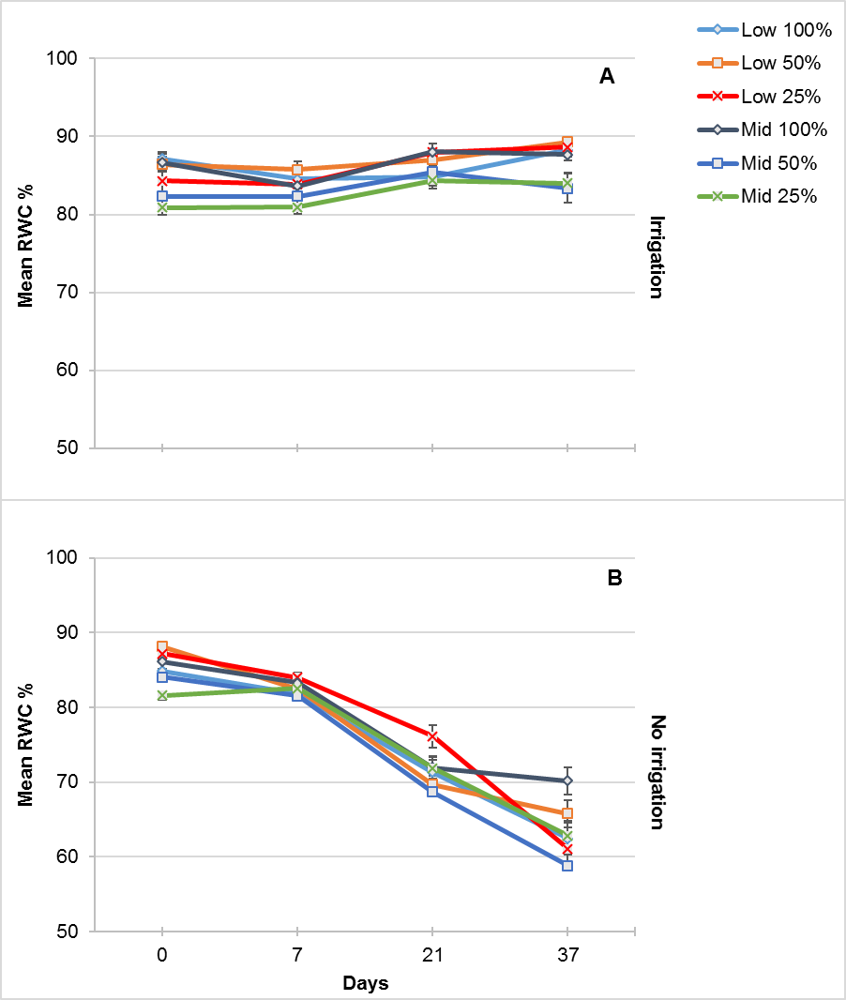 Low 100%
Low 50%
Low 25%
Mid 100%
Mid 50%
Mid 25%
A
100
90
80
70
60
50
Mean RWC %
Irrigation
B
100
90
80
70
60
50
Mean RWC %
No irrigation
0 7 21 37
Days